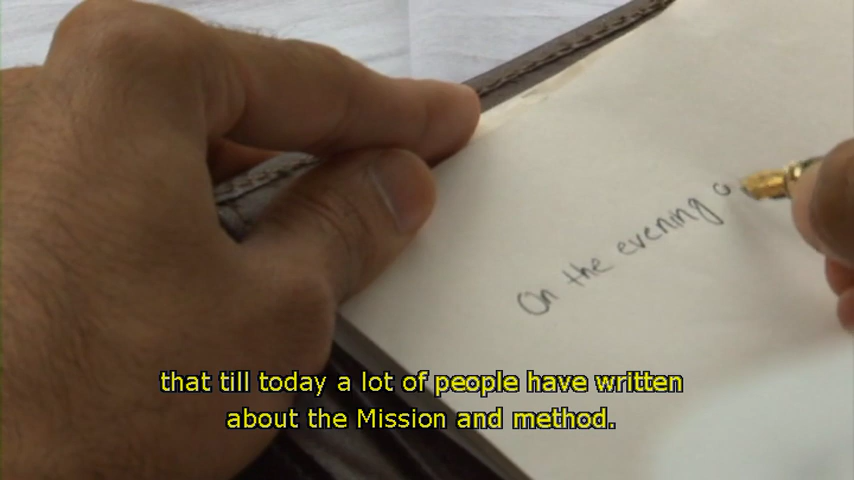 On the evening o
that till today a lot of people have written
about the Mission and method.